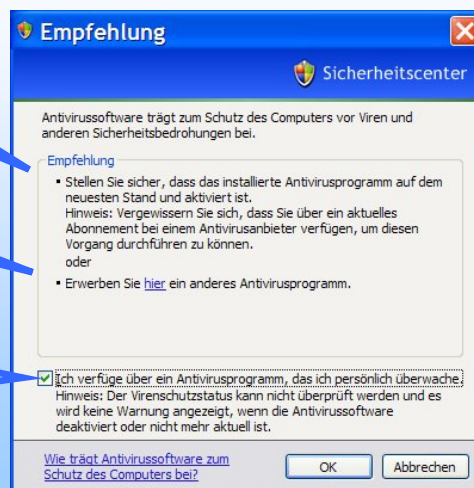 Empfehlung
Sicherheitscenter
Antivirussoftware trägt zum Schutz des Computers vor Viren und
anderen Sicherheitsbedrohungen bei.
Empfehlung
▪ Stellen Sie sicher, dass das installierte Antivirusprogramm auf dem
neuesten Stand und aktiviert ist.
Hinweis: Vergewissern Sie sich, dass Sie über ein aktuelles
Abonnement bei einem Antivirusanbieter verfügen, um diesen
Vorgang durchführen zu können.
oder
▪ Erwerben Sie hier ein anderes Antivirusprogramm.
Ich verfüge über ein Antivirusprogramm, das ich persönlich überwache.
Hinweis: Der Virenschutzstatus kann nicht überprüft werden und es
wird keine Warnung angezeigt, wenn die Antivirussoftware
deaktiviert oder nicht mehr aktuell ist.
Wie trägt Antivirussoftware zum
Schutz des Computers bei?
OK
Abbrechen